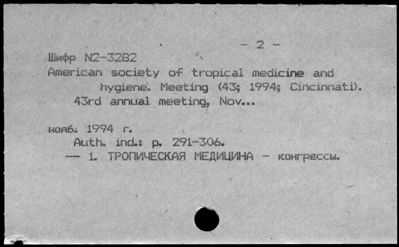 - 2 -
Шифр N2-3282
American society of tropical medicine and
hygiene. Meeting (43; 1994; Cincinnati).
43rd annual meeting, Nov...
нояб. 1994 г.
Auth. ind.: p. 291-306.
-- 1. ТРОПИЧЕСКАЯ МЕДИЦИНА - конгрессы.